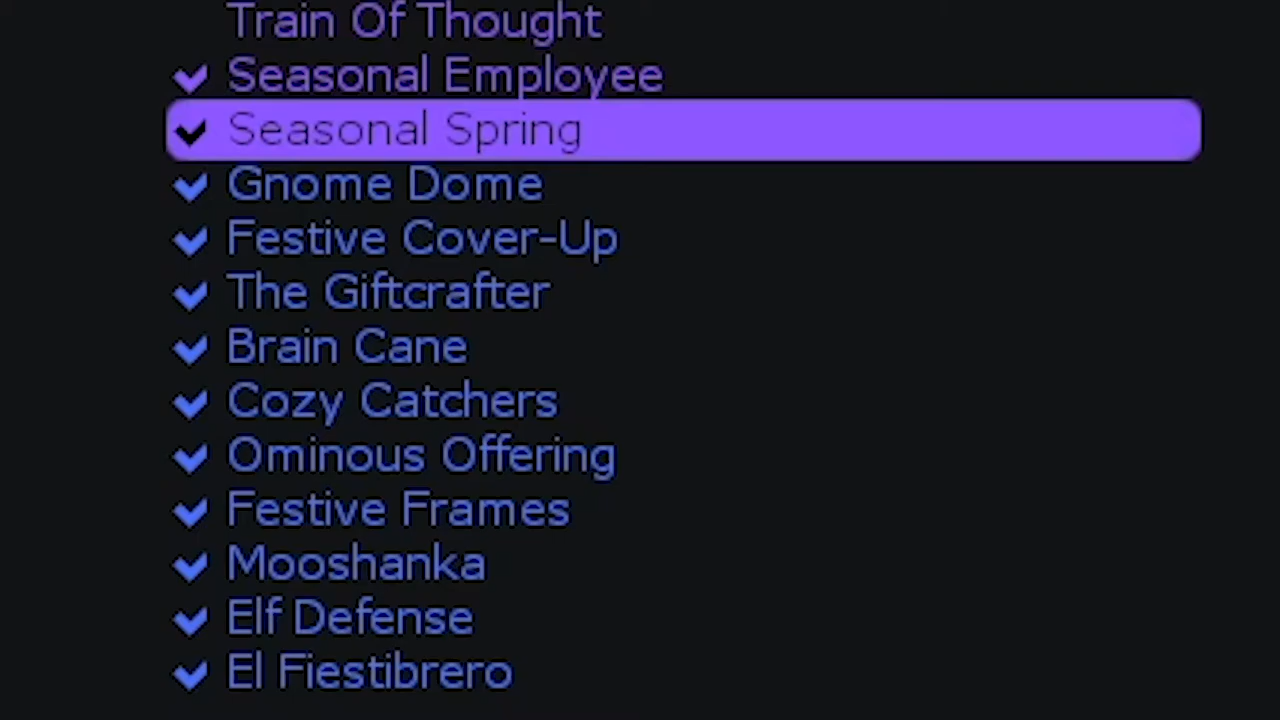 Train Of Thought
Seasonal Employee
Seasonal Spring
Gnome Dome
Festive Cover-Up
The Giftcrafter
Brain Cane
Cozy Catchers
Ominous Offering
Festive Frames
Mooshanka
Elf Defense
El Fiestibrero